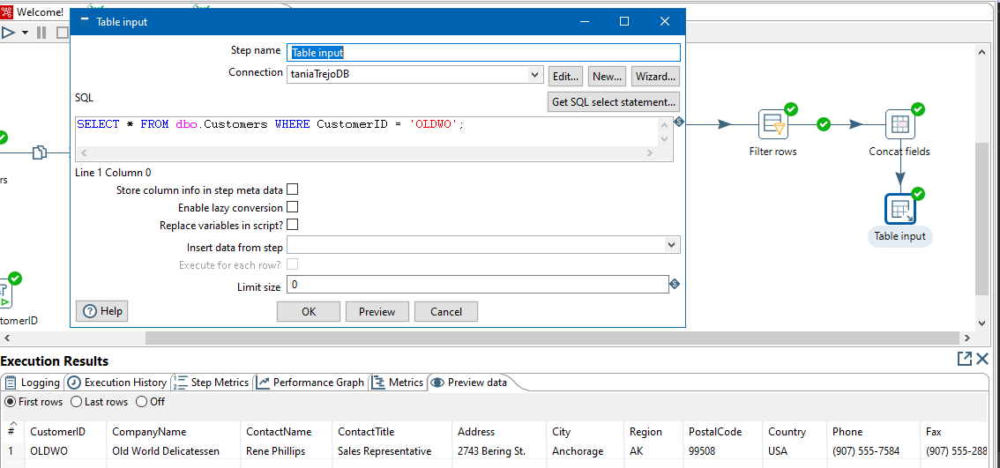 Welcome!
Table input
Step name Table input
Connection taniaTrejoDB Edit... New... Wizard...
SQL Get SQL select statement...
SELECT * FROM dbo.Customers WHERE CustomerID = 'OLDWO';
Line 1 Column 0
Store column info in step meta data
Enable lazy conversion
Replace variables in script?
Insert data from step
Execute for each row?
Limit size 0
Help OK Preview Cancel
rs
Filter rows Concat fields
Table input
tomerID
Execution Results
Logging Execution History Step Metrics Performance Graph Metrics Preview data
First rows Last rows Off
# CustomerID CompanyName ContactName ContactTitle Address City Region PostalCode Country Phone Fax
1 OLDWO Old World Delicatessen Rene Phillips Sales Representative 2743 Bering St. Anchorage AK 99508 USA (907) 555-7584 (907) 555-288